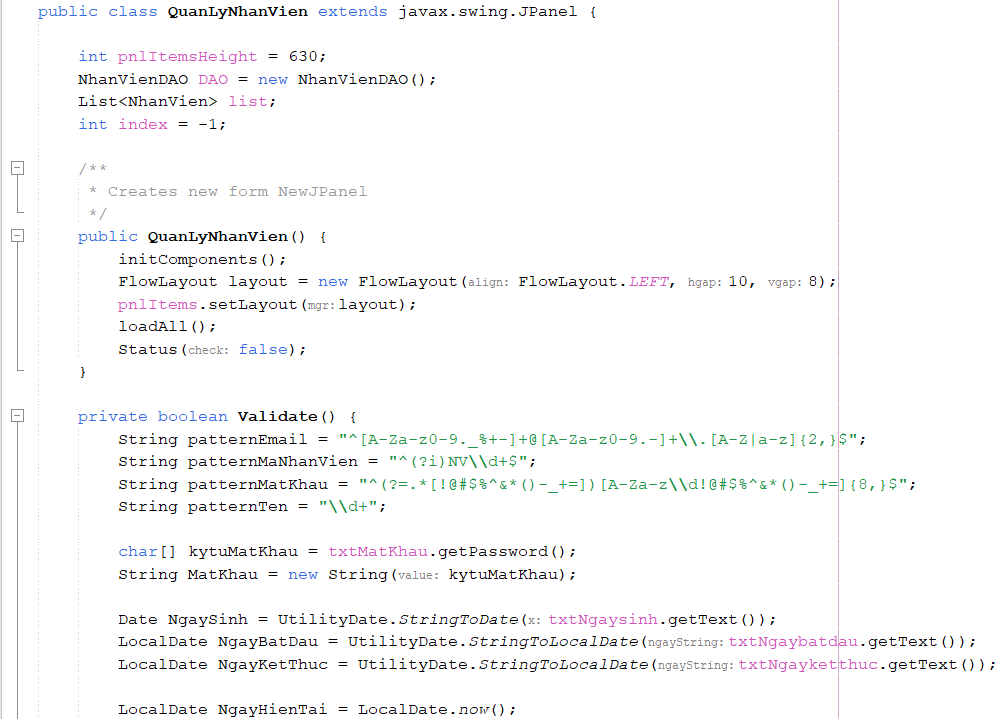 public class QuanLyNhanVien extends javax.swing.JPanel {
int pnlItemsHeight = 630;
NhanVienDAO DAO = new NhanVienDAO();
List<NhanVien> list;
int index = -1;
/**
* Creates new form NewJPanel
*/
public QuanLyNhanVien() {
initComponents();
FlowLayout layout = new FlowLayout(align: FlowLayout.LEFT, hgap: 10, vgap: 8);
pnlItems.setLayout(mgr: layout);
loadAll();
Status(check: false);
}
private boolean Validate() {
String patternEmail = "^[A-Za-z0-9._%+-]+@[A-Za-z0-9.-]+\\.[A-Z|a-z]{2,}$";
String patternMaNhanVien = "^(?i)NV\\d+$";
String patternMatKhau = "^(?=.*[!@#$%^&*()-_+=])[A-Za-z\\d!@#$%^&*()-_+=]{8,}$";
String patternTen = "\\d+";
char[] kytuMatKhau = txtMatKhau.getPassword();
String MatKhau = new String(value: kytuMatKhau);
Date NgaySinh = UtilityDate.StringToDate(x: txtNgaysinh.getText());
LocalDate NgayBatDau = UtilityDate.StringToLocalDate(ngayString: txtNgaybatdau.getText());
LocalDate NgayKetThuc = UtilityDate.StringToLocalDate(ngayString: txtNgayketthuc.getText());
LocalDate NgayHienTai = LocalDate.now();